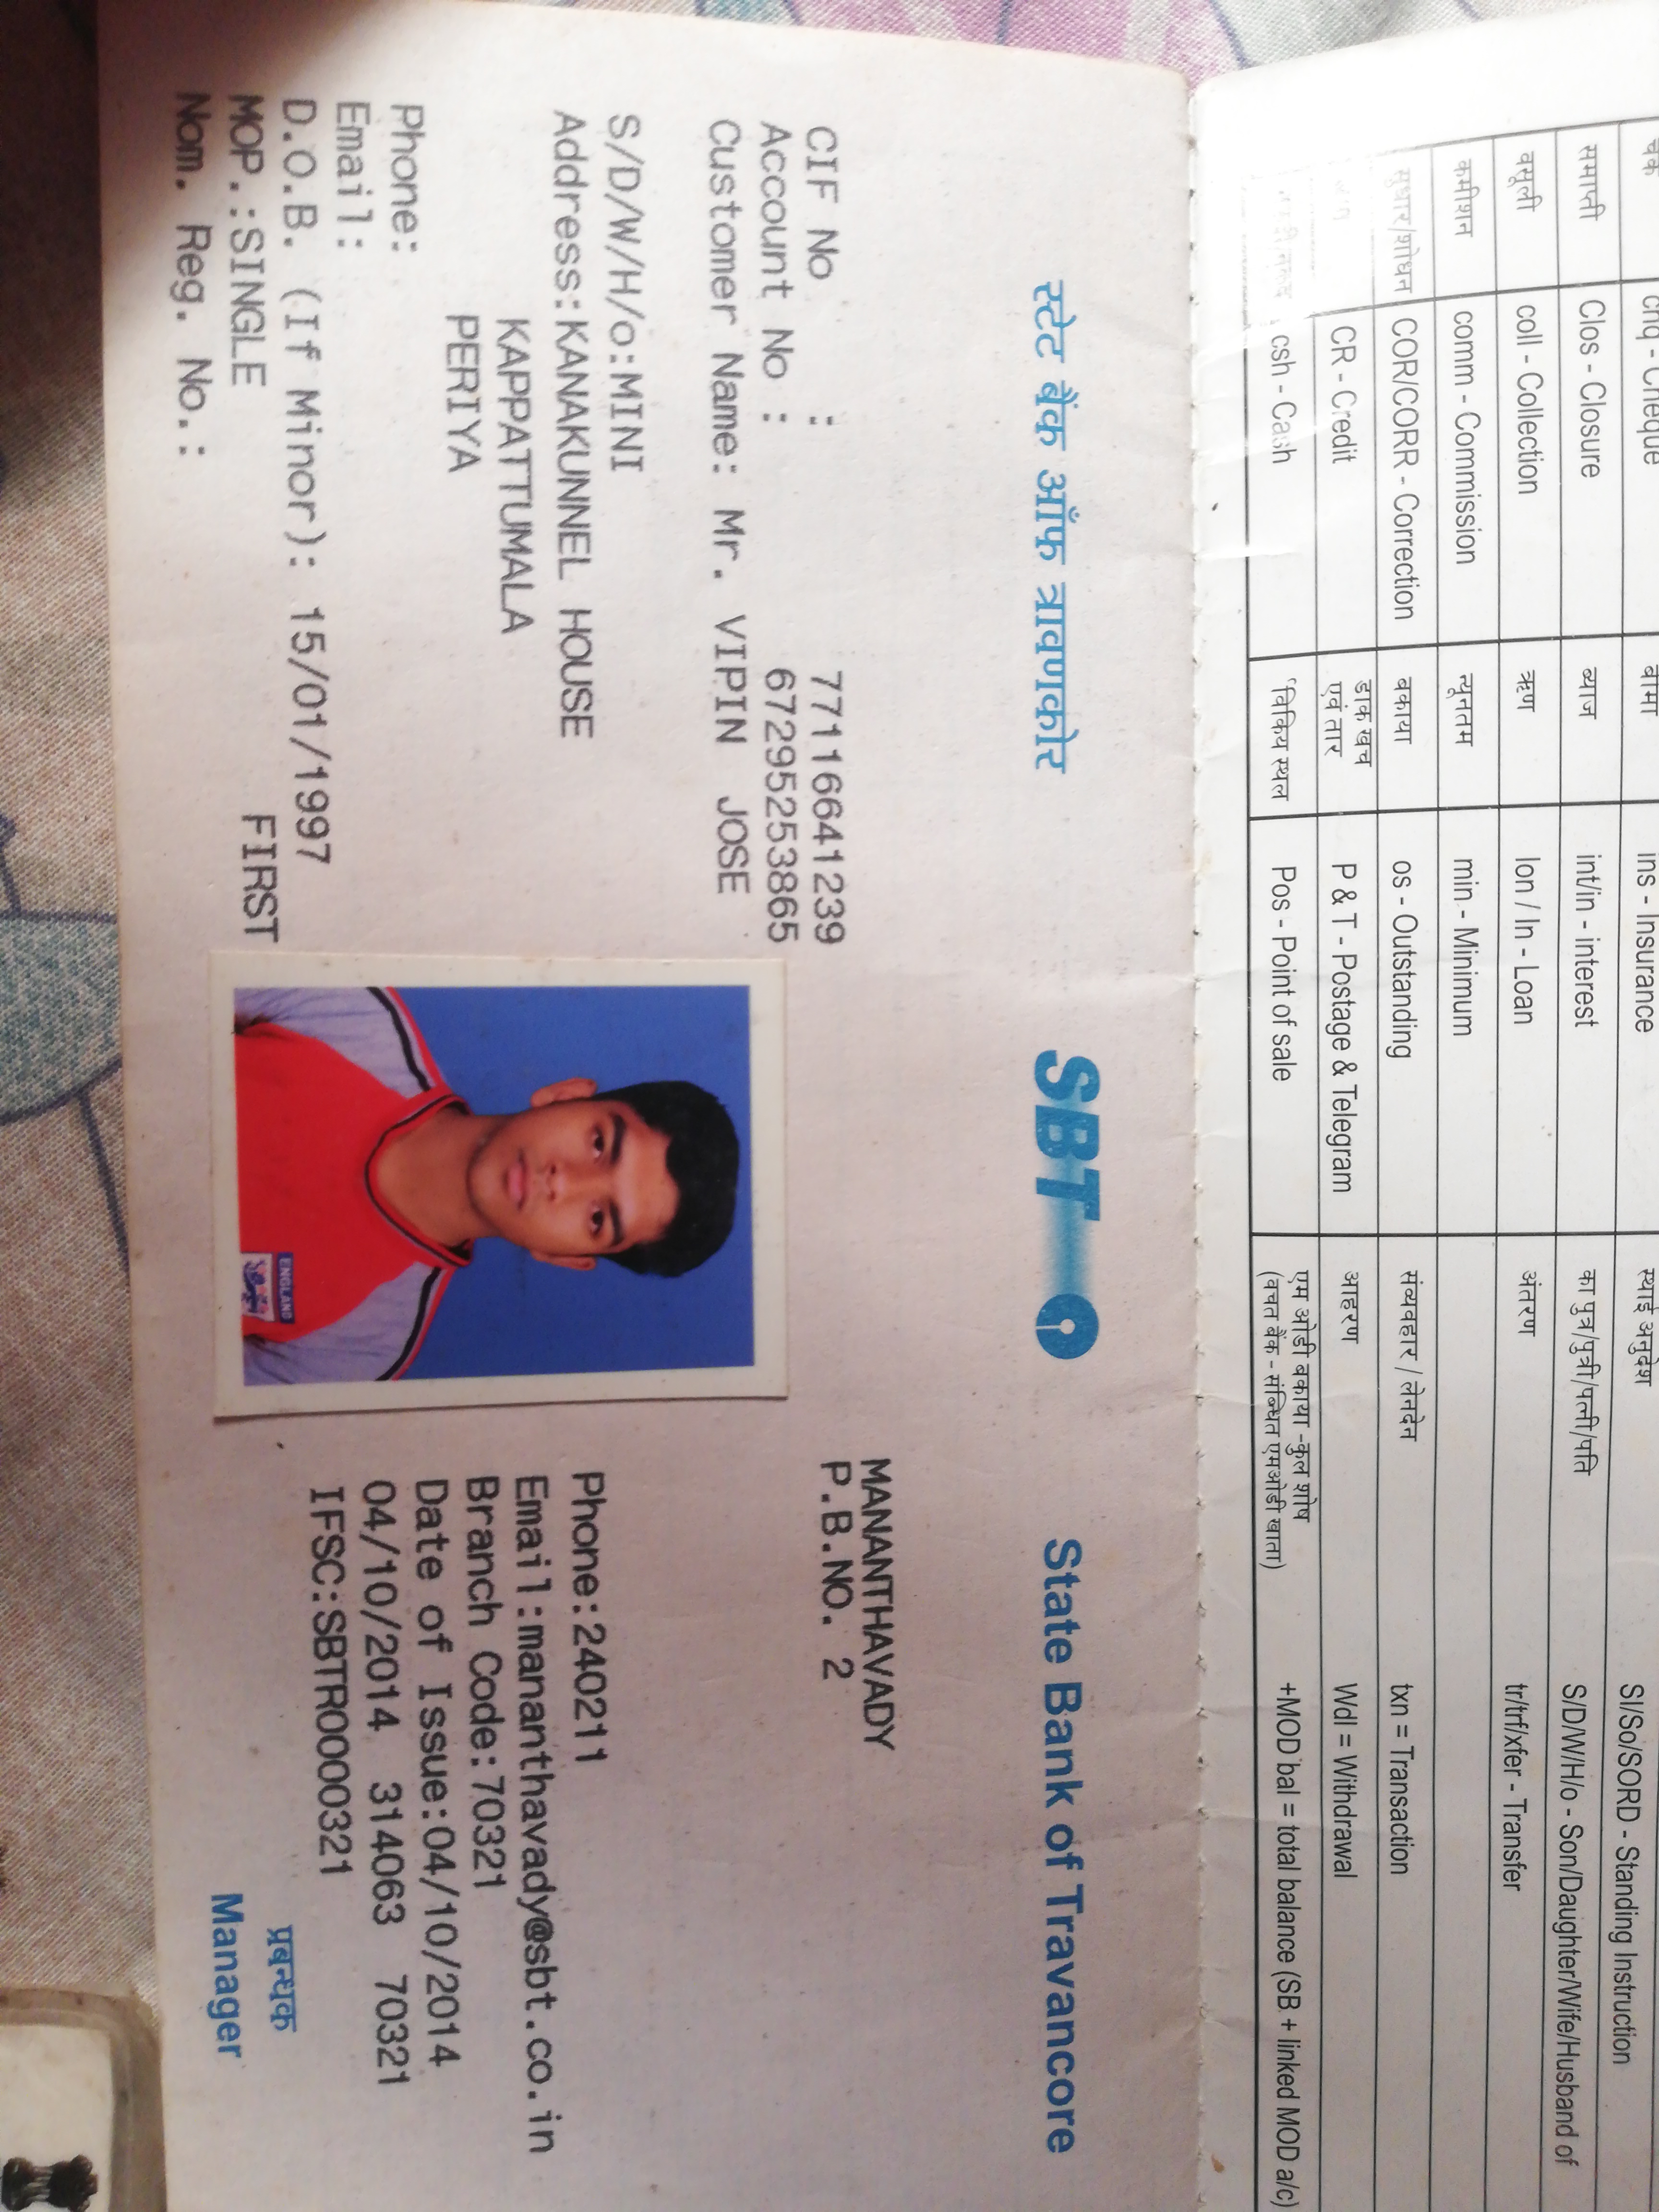 चेक
chq - Cheque
बीमा
ins - Insurance
स्थाई अनुदेश
SI/So/SORD - Standing Instruction
समाप्ती
Clos - Closure
ब्याज
int/in - interest
का पुत्र/पुत्री/पत्नी/पति
S/D/W/H/o - Son/Daughter/Wife/Husband of
वसूली
coll - Collection
ऋण
lon / ln - Loan
अंतरण
tr/trf/xfer - Transfer
कमीशन
comm - Commission
न्यूनतम
min - Minimum
सुधार/शोधन
COR/CORR - Correction
बकाया
os - Outstanding
संव्यवहार / लेनदेन
txn = Transaction
CR - Credit
डाक खच
एवं तार
P & T - Postage & Telegram
आहरण
Wdl = Withdrawal
csh - Cash
विकिय स्थल
Pos - Point of sale
एम ओडी बकाया -कुल शोष
(वचत बैंक - संन्धित एमओडी खाता)
+MOD bal = total balance (SB + linked MOD a/c)
स्टेट बैंक ऑफ त्रावणकोर
SBT
State Bank of Travancore
CIF No : 77116641239
Account No : 67295253865
Customer Name: Mr. VIPIN JOSE
S/D/W/H/o:MINI
Address:KANAKUNNEL HOUSE
KAPPATTUMALA
PERIYA
Phone:
Email:
D.O.B. (If Minor): 15/01/1997
MOP.:SINGLE FIRST
Nom. Reg. No.:
ENGLAND
MANANTHAVADY
P.B.NO. 2
Phone:240211
Email:mananthavady@sbt.co.in
Branch Code:70321
Date of Issue:04/10/2014
04/10/2014 314063 70321
IFSC:SBTR0000321
प्रबन्धक
Manager